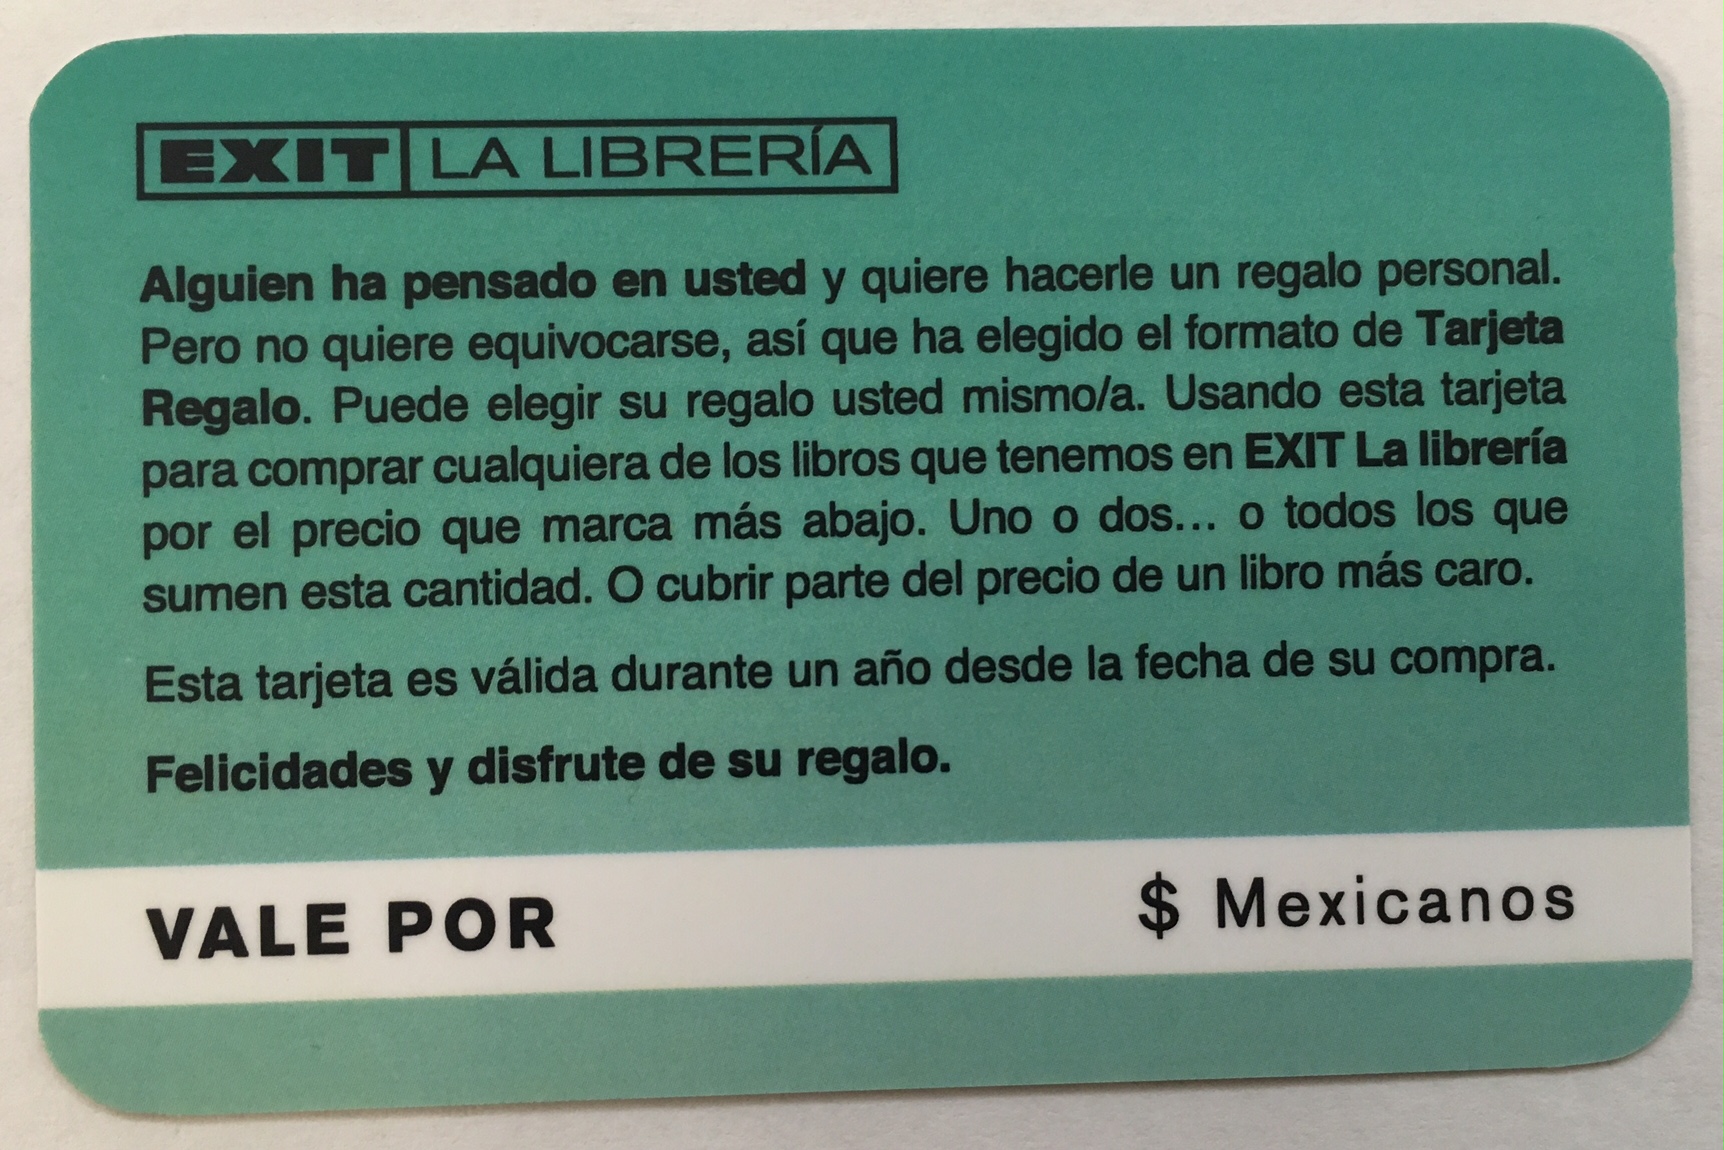 EXIT LA LIBRERÍA
Alguien ha pensado en usted y quiere hacerle un regalo personal.
Pero no quiere equivocarse, así que ha elegido el formato de Tarjeta
Regalo. Puede elegir su regalo usted mismo/a. Usando esta tarjeta
para comprar cualquiera de los libros que tenemos en EXIT La librería
por el precio que marca más abajo. Uno o dos... o todos los que
sumen esta cantidad. O cubrir parte del precio de un libro más caro.
Esta tarjeta es válida durante un año desde la fecha de su compra.
Felicidades y disfrute de su regalo.
VALE POR $ Mexicanos